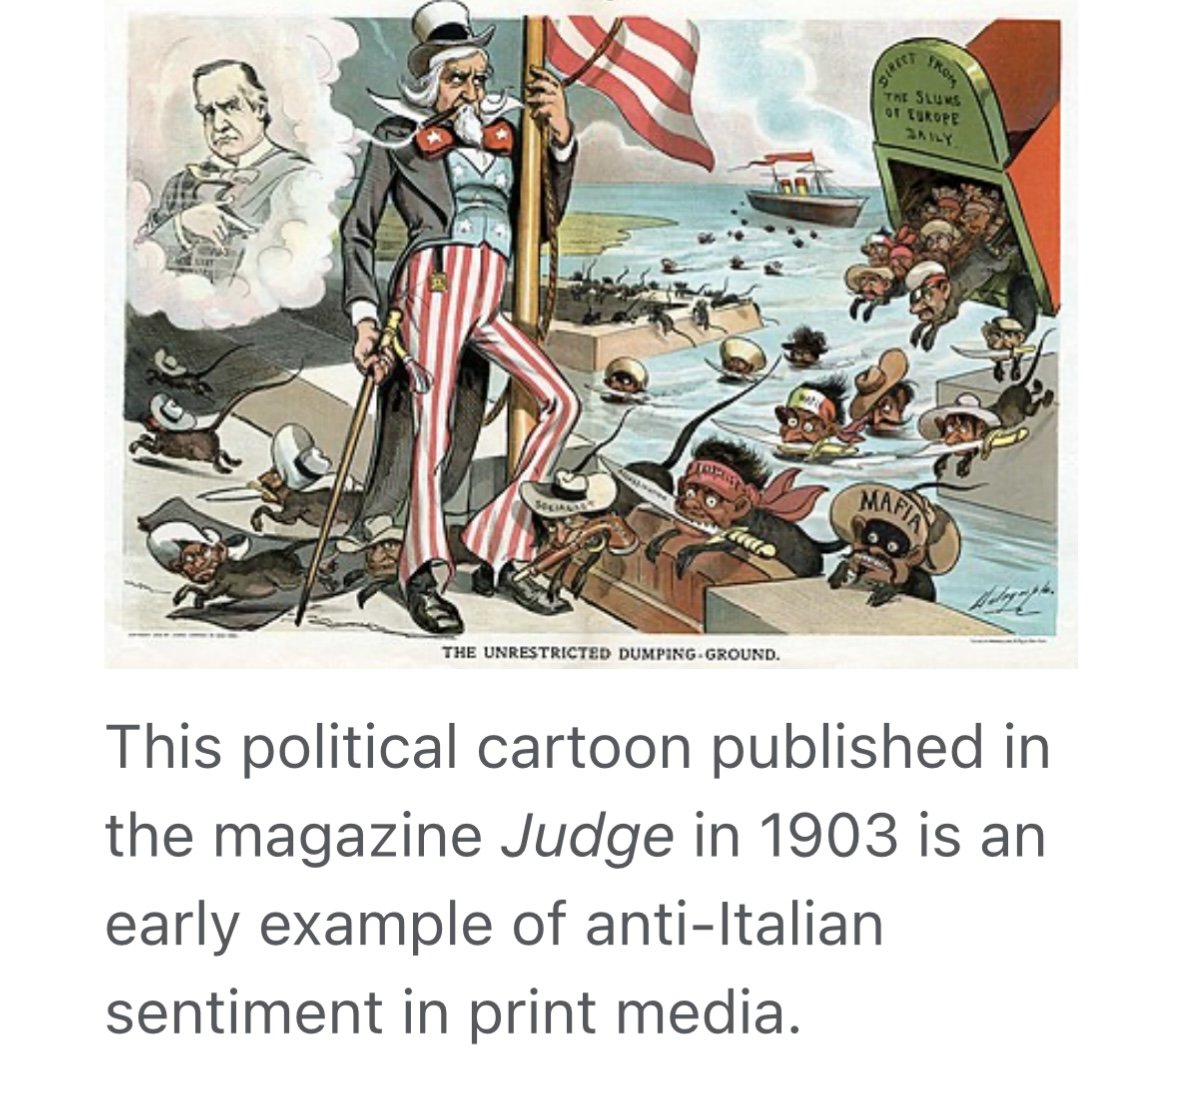 DIRECT FROM
THE SLUMS
OF EUROPE
DAILY
MAFIA
SOCIALIST
MAFIA
THE UNRESTRICTED DUMPING-GROUND.
This political cartoon published in
the magazine Judge in 1903 is an
early example of anti-Italian
sentiment in print media.